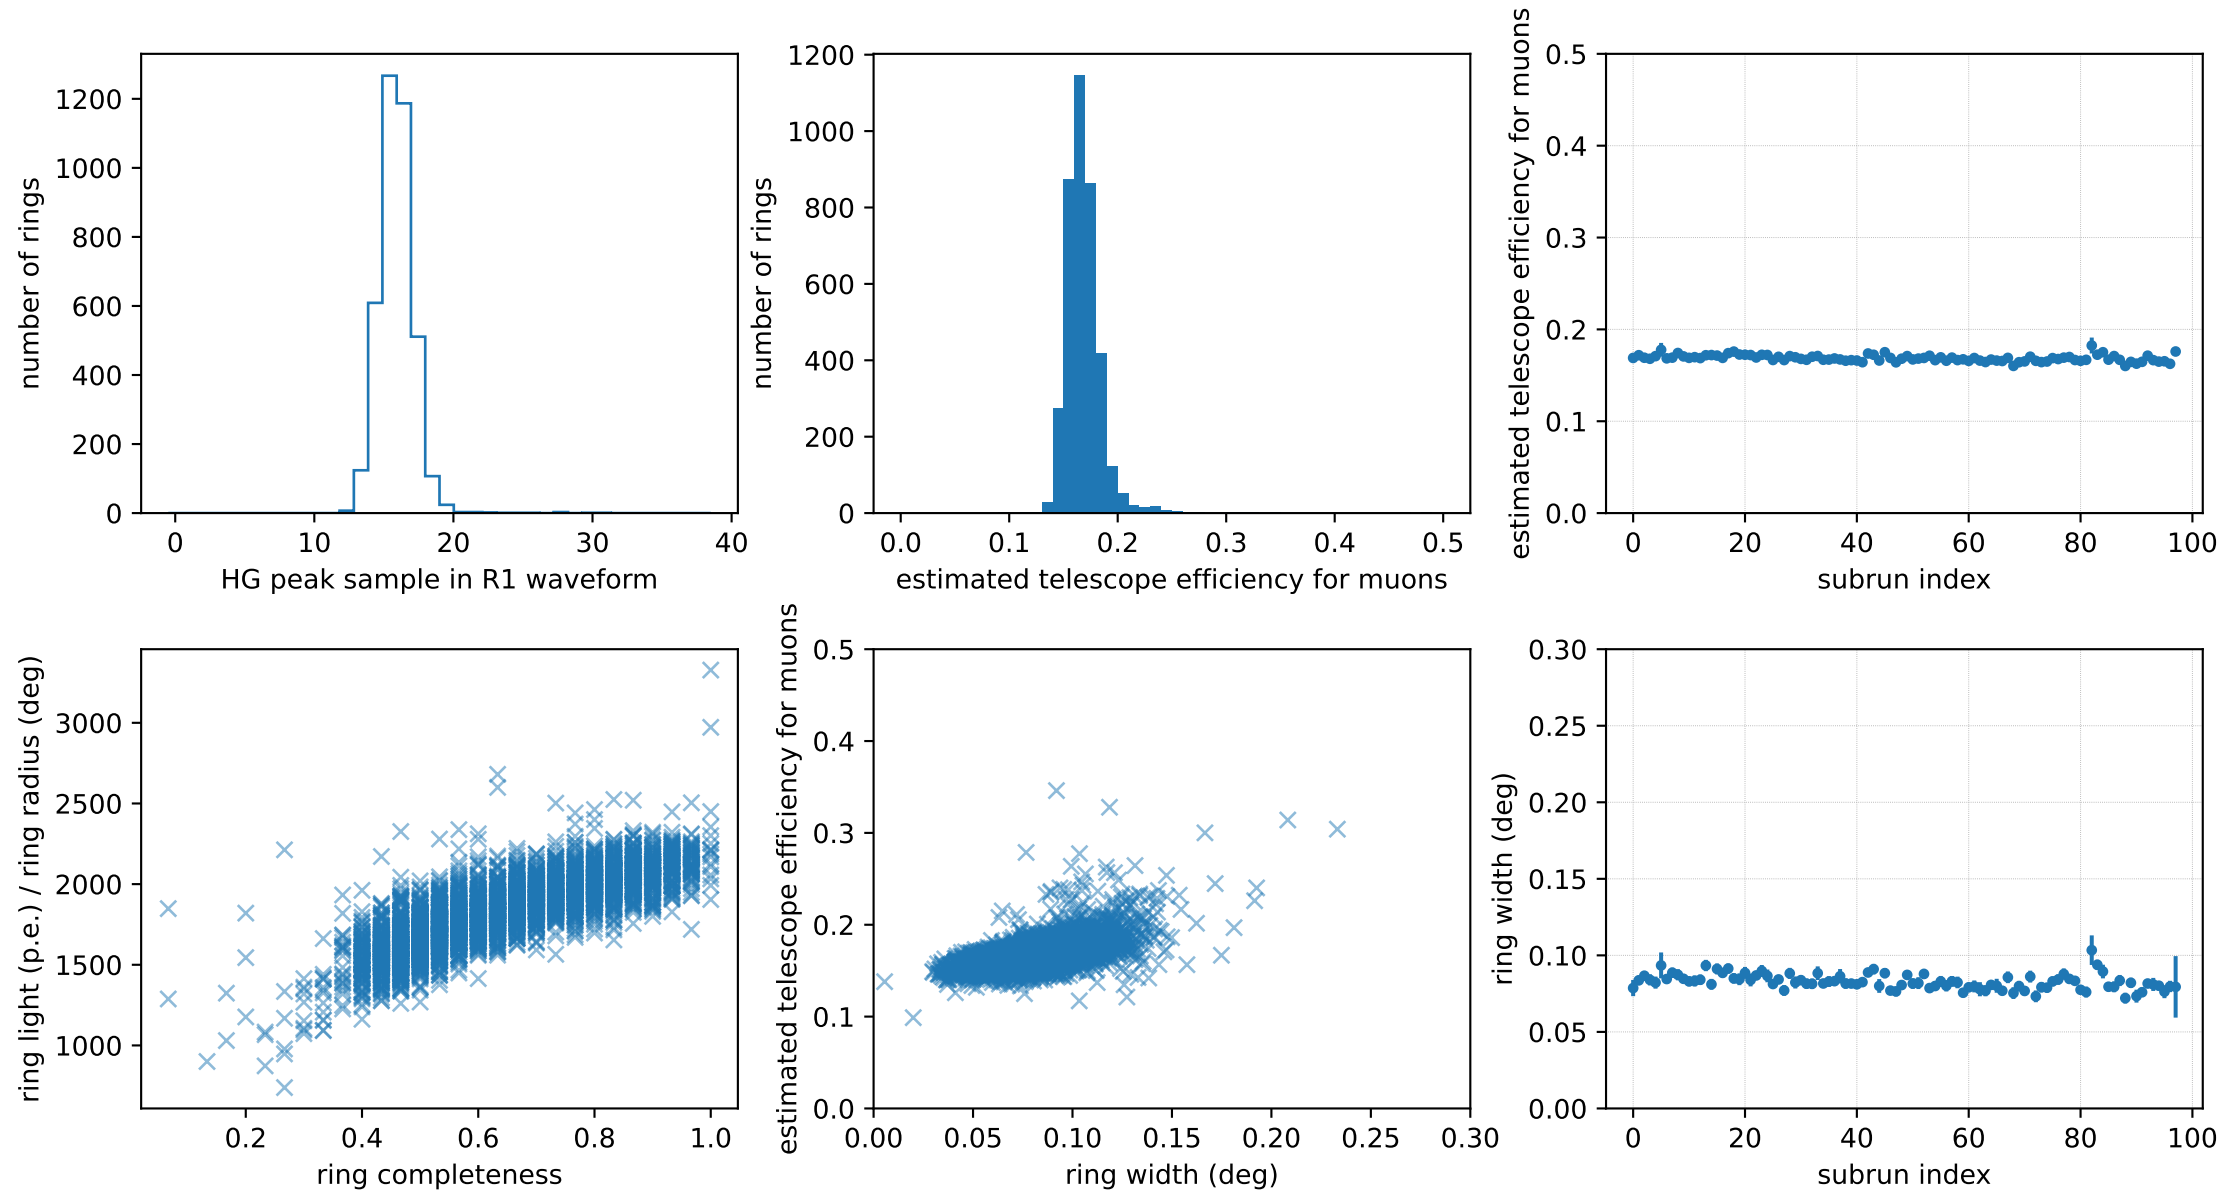 number of rings
1200
1000
800
600
400
200
0
0 10 20 30 40
HG peak sample in R1 waveform
number of rings
1200
1000
800
600
400
200
0
0.0 0.1 0.2 0.3 0.4 0.5
estimated telescope efficiency for muons
estimated telescope efficiency for muons
0.5
0.4
0.3
0.2
0.1
0.0
0 20 40 60 80 100
subrun index
ring light (p.e.) / ring radius (deg)
3000
2500
2000
1500
1000
0.2 0.4 0.6 0.8 1.0
ring completeness
estimated telescope efficiency for muons
0.5
0.4
0.3
0.2
0.1
0.0
0.00 0.05 0.10 0.15 0.20 0.25 0.30
ring width (deg)
ring width (deg)
0.30
0.25
0.20
0.15
0.10
0.05
0.00
0 20 40 60 80 100
subrun index